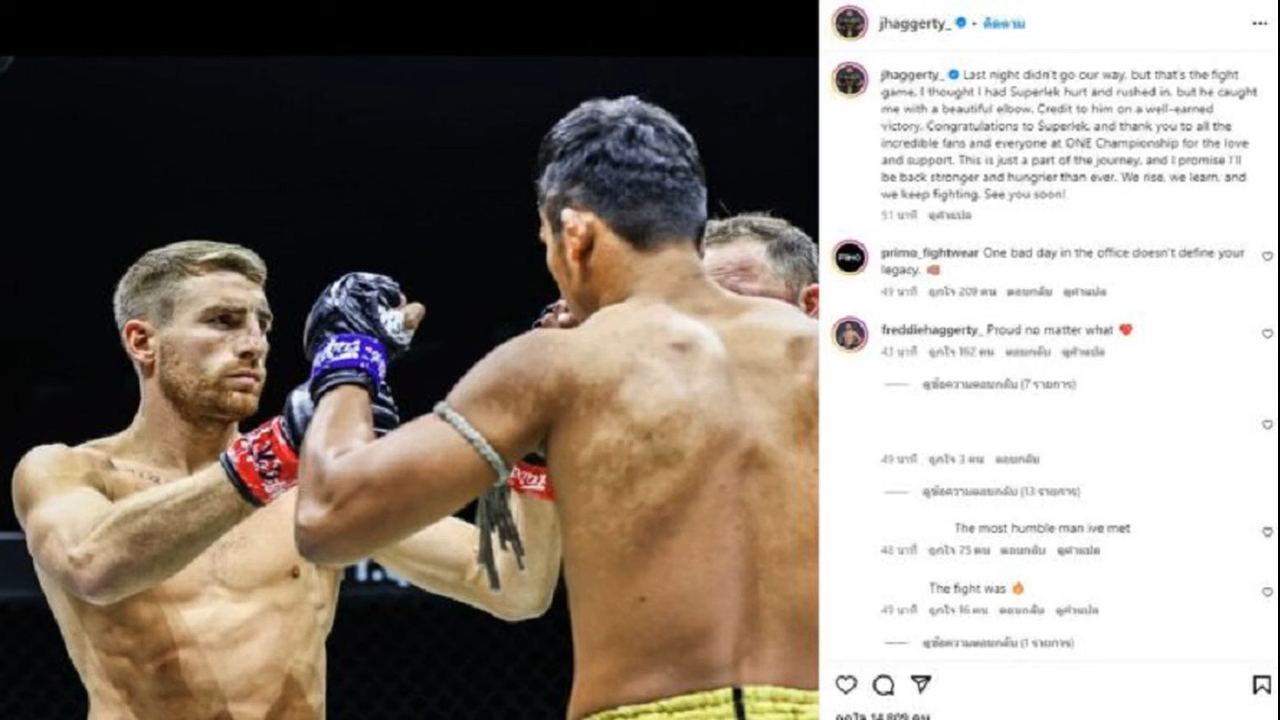 jhaggerty_ • ติดตาม
jhaggerty_ Last night didn't go our way, but that's the fight
game. I thought I had Superlek hurt and rushed in, but he caught
me with a beautiful elbow. Credit to him on a well-earned
victory. Congratulations to Superlek, and thank you to all the
incredible fans and everyone at ONE Championship for the love
and support. This is just a part of the journey, and I promise I'll
be back stronger and hungrier than ever. We rise, we learn, and
we keep fighting. See you soon!
51 นาที ดูคำแปล
PRIMO
primo_fightwear One bad day in the office doesn't define your
legacy.
49 นาที ถูกใจ 209 คน ตอบกลับ ดูคำแปล
freddiehaggerty_ Proud no matter what
43 นาที ถูกใจ 162 คน ตอบกลับ ดูคำแปล
ดูข้อความตอบกลับ (7 รายการ)
49 นาที ถูกใจ 3 คน ตอบกลับ
ดูข้อความตอบกลับ (13 รายการ)
The most humble man ive met
48 นาที ถูกใจ 75 คน ตอบกลับ ดูคำแปล
The fight was 🔥
49 นาที ถูกใจ 16 คน ตอบกลับ ดูคำแปล
ดูข้อความตอบกลับ (1 รายการ)
ถูกใจ 14,809 คน